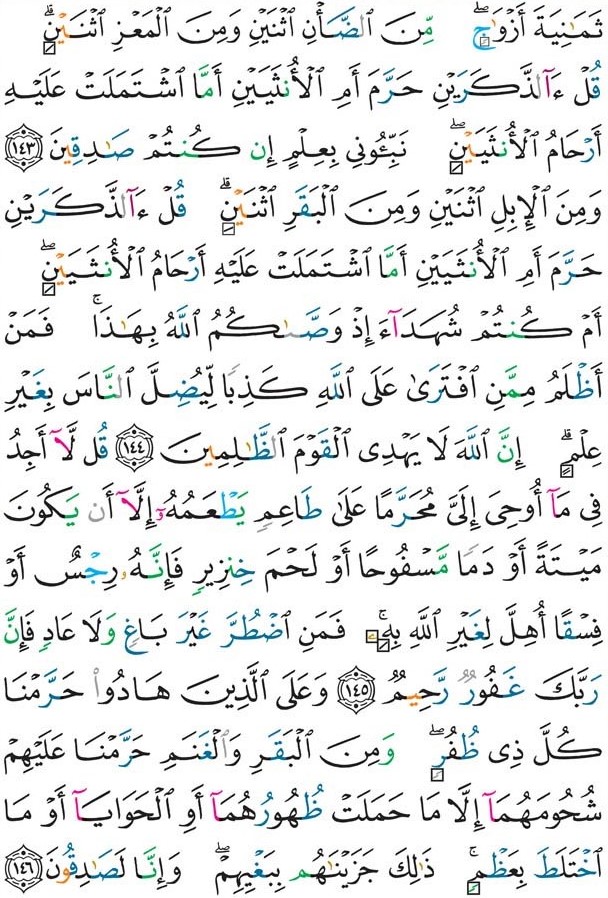 ثَمَٰنِيَةَ أَزْوَٰجٖۖ مِّنَ ٱلضَّأْنِ ٱثْنَيْنِ وَمِنَ ٱلْمَعْزِ ٱثْنَيْنِۗ
قُلْ ءَآلذَّكَرَيْنِ حَرَّمَ أَمِ ٱلْأُنثَيَيْنِ أَمَّا ٱشْتَمَلَتْ عَلَيْهِ
أَرْحَامُ ٱلْأُنثَيَيْنِۖ نَبِّـُٔونِى بِعِلْمٍ إِن كُنتُمْ صَٰدِقِينَ ١٤٣
وَمِنَ ٱلْإِبِلِ ٱثْنَيْنِ وَمِنَ ٱلْبَقَرِ ٱثْنَيْنِۗ قُلْ ءَآلذَّكَرَيْنِ
حَرَّمَ أَمِ ٱلْأُنثَيَيْنِ أَمَّا ٱشْتَمَلَتْ عَلَيْهِ أَرْحَامُ ٱلْأُنثَيَيْنِۖ
أَمْ كُنتُمْ شُهَدَآءَ إِذْ وَصَّىٰكُمُ ٱللَّهُ بِهَٰذَاۚ فَمَنْ
أَظْلَمُ مِمَّنِ ٱفْتَرَىٰ عَلَى ٱللَّهِ كَذِبًا لِّيُضِلَّ ٱلنَّاسَ بِغَيْرِ
عِلْمٍۗ إِنَّ ٱللَّهَ لَا يَهْدِى ٱلْقَوْمَ ٱلظَّٰلِمِينَ ١٤٤ قُل لَّآ أَجِدُ
فِى مَآ أُوحِىَ إِلَىَّ مُحَرَّمًا عَلَىٰ طَاعِمٍ يَطْعَمُهُۥٓ إِلَّآ أَن يَكُونَ
مَيْتَةً أَوْ دَمًا مَّسْفُوحًا أَوْ لَحْمَ خِنزِيرٍ فَإِنَّهُۥ رِجْسٌ أَوْ
فِسْقًا أُهِلَّ لِغَيْرِ ٱللَّهِ بِهِۦۚ فَمَنِ ٱضْطُرَّ غَيْرَ بَاغٍ وَلَا عَادٍ فَإِنَّ
رَبَّكَ غَفُورٌ رَّحِيمٌ ١٤٥ وَعَلَى ٱلَّذِينَ هَادُوا۟ حَرَّمْنَا
كُلَّ ذِى ظُفُرٍۖ وَمِنَ ٱلْبَقَرِ وَٱلْغَنَمِ حَرَّمْنَا عَلَيْهِمْ
شُحُومَهُمَآ إِلَّا مَا حَمَلَتْ ظُهُورُهُمَآ أَوِ ٱلْحَوَايَآ أَوْ مَا
ٱخْتَلَطَ بِعَظْمٍۚ ذَٰلِكَ جَزَيْنَٰهُم بِبَغْيِهِمْۖ وَإِنَّا لَصَٰدِقُونَ ١٤٦